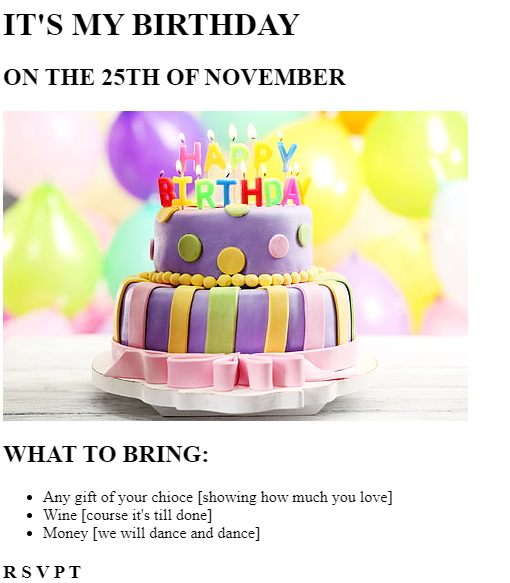 IT'S MY BIRTHDAY
ON THE 25TH OF NOVEMBER
HAPPY
BIRTHDAY
WHAT TO BRING:
Any gift of your chioce [showing how much you love]
Wine [course it's till done]
Money [we will dance and dance]
R S V P T